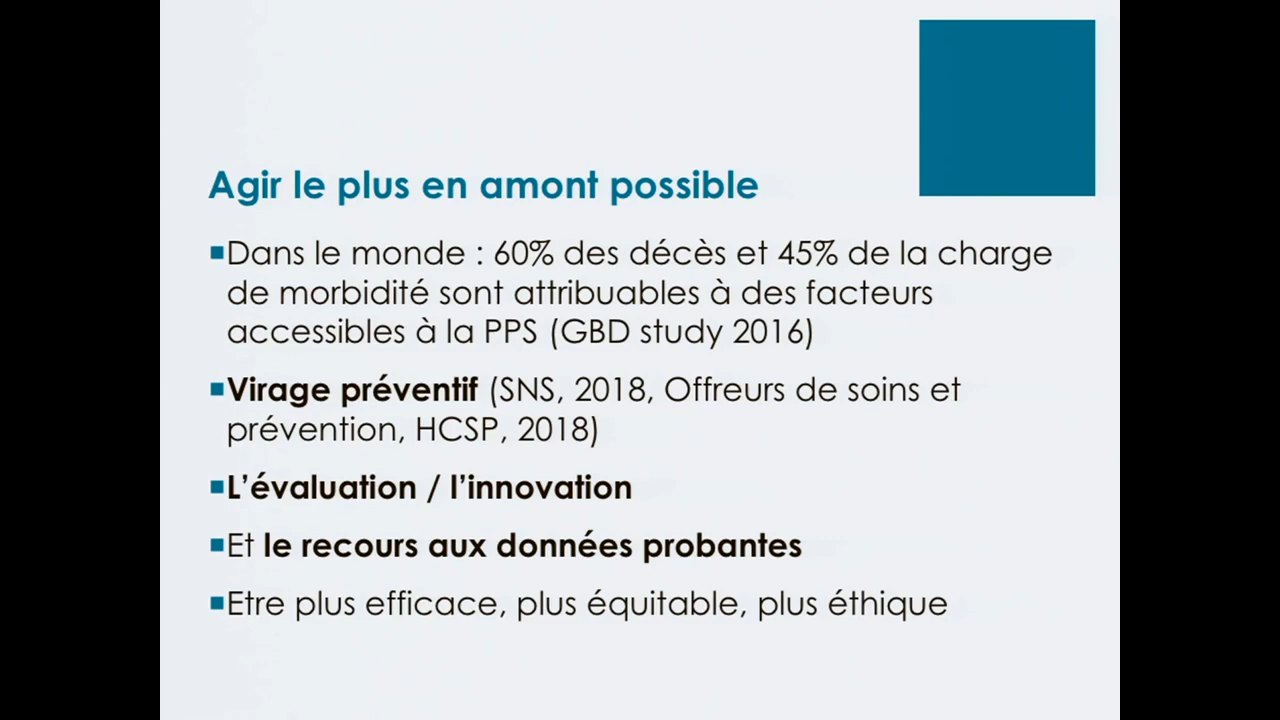 Agir le plus en amont possible
Dans le monde : 60% des décès et 45% de la charge
de morbidité sont attribuables à des facteurs
accessibles à la PPS (GBD study 2016)
Virage préventif (SNS, 2018, Offreurs de soins et
prévention, HCSP, 2018)
L’évaluation / l’innovation
Et le recours aux données probantes
Etre plus efficace, plus équitable, plus éthique